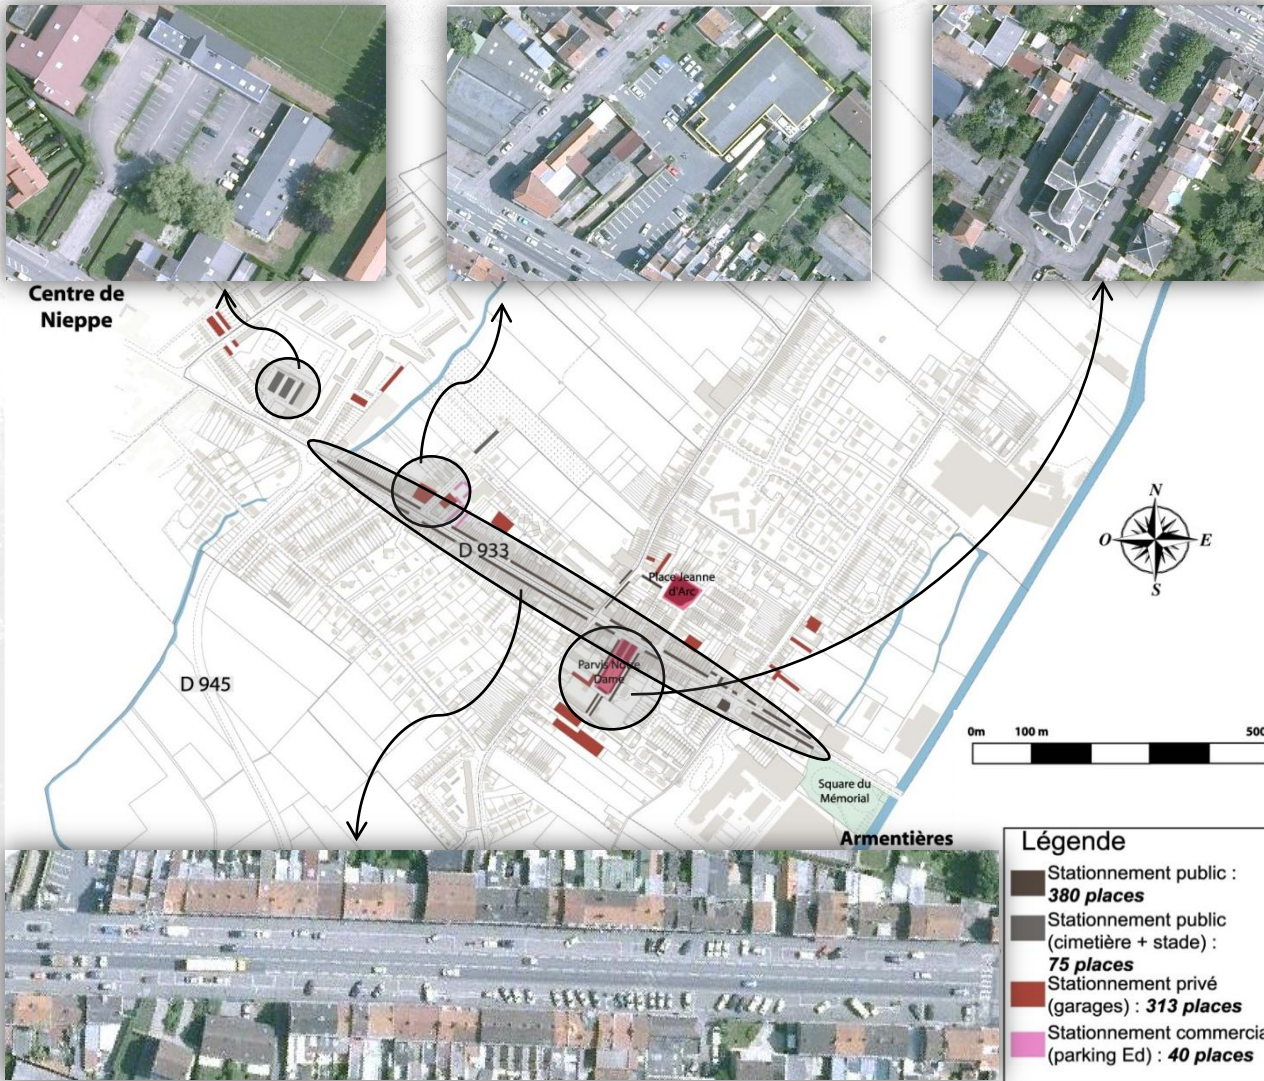 Centre de
Nieppe
D 933
Place Jeanne
d'Arc
Parvis Notre
Dame
D 945
N
O
E
S
0m
100 m
500
Square du
Mémorial
Armentières
Légende
Stationnement public :
380 places
Stationnement public
(cimetière + stade) :
75 places
Stationnement privé
(garages) : 313 places
Stationnement commercia
(parking Ed) : 40 places